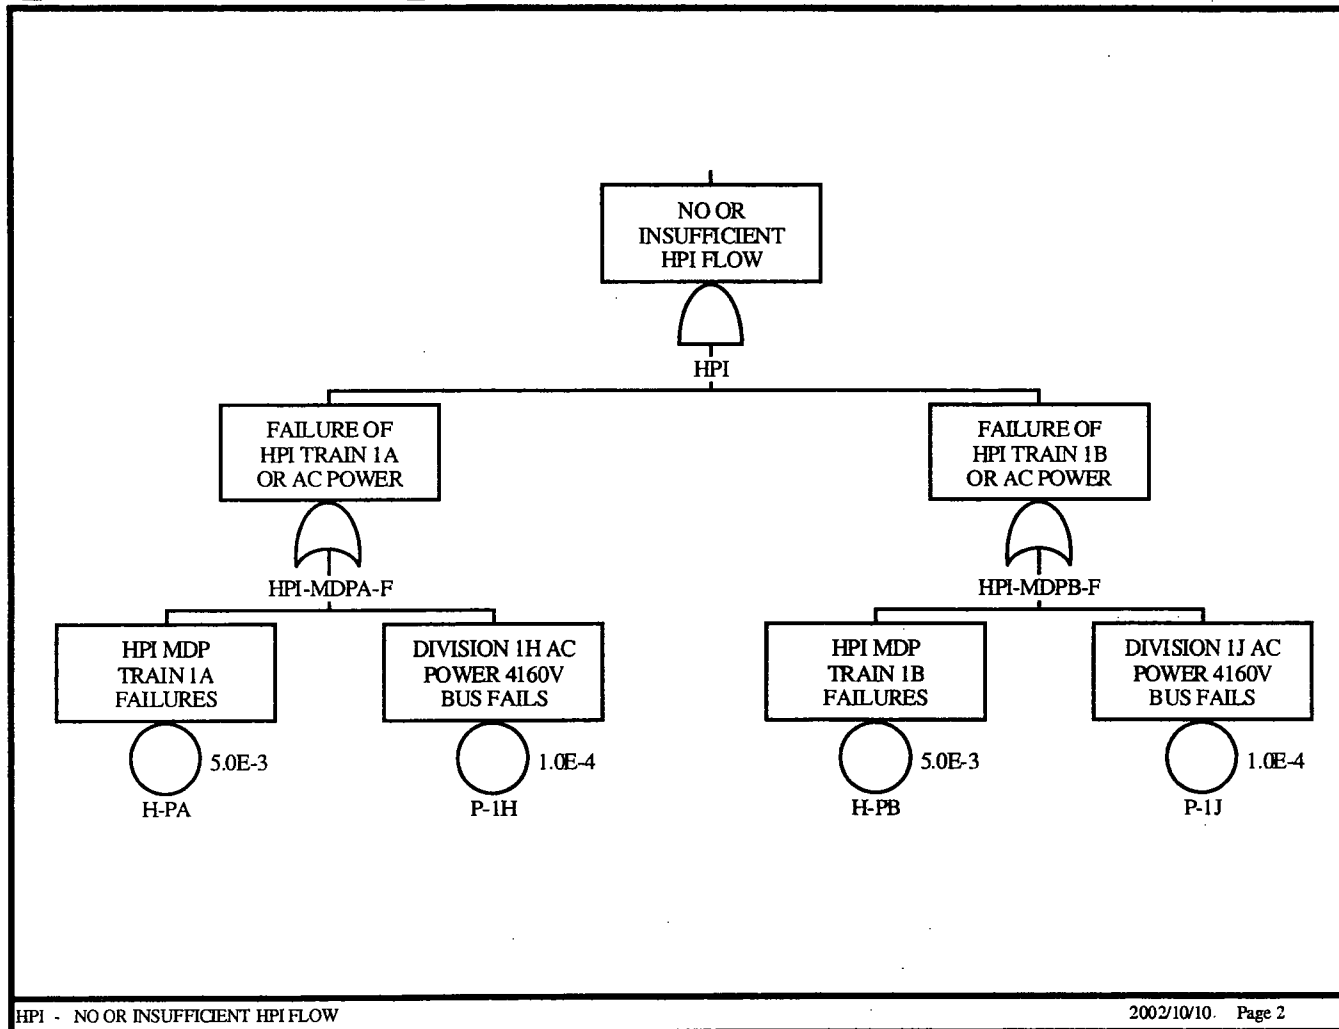 NO OR
INSUFFICIENT
HPI FLOW
HPI
FAILURE OF
HPI TRAIN 1A
OR AC POWER
FAILURE OF
HPI TRAIN 1B
OR AC POWER
HPI-MDPA-F
HPI-MDPB-F
HPI MDP
TRAIN 1A
FAILURES
DIVISION 1H AC
POWER 4160V
BUS FAILS
HPI MDP
TRAIN 1B
FAILURES
DIVISION 1J AC
POWER 4160V
BUS FAILS
5.0E-3
1.0E-4
5.0E-3
1.0E-4
H-PA
P-1H
H-PB
P-1J
HPI - NO OR INSUFFICIENT HPI FLOW
2002/10/10 Page 2